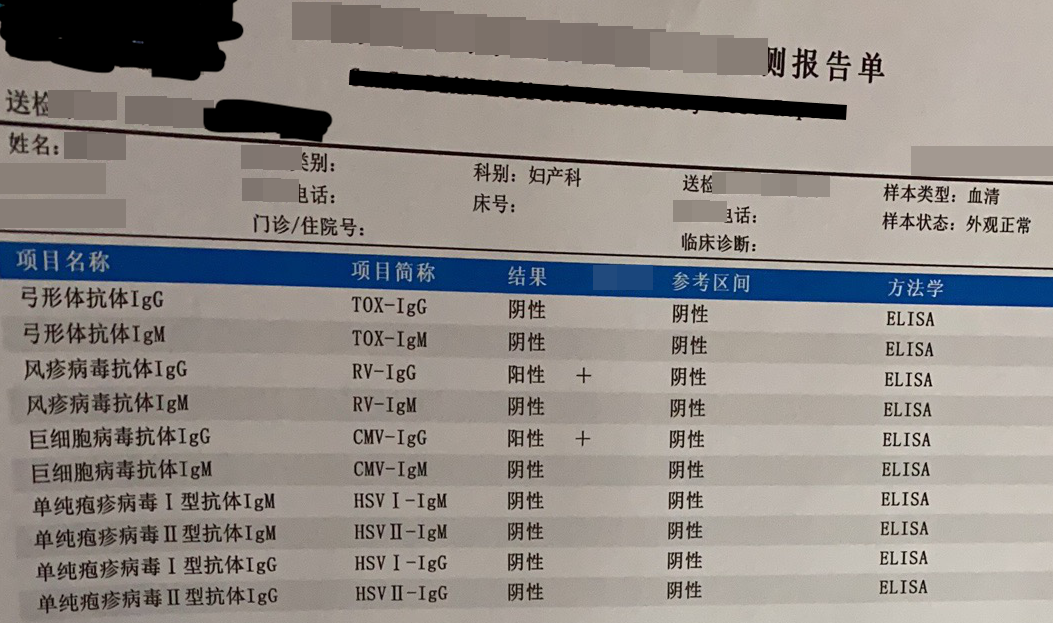 测报告单
送检
姓名:
类别: 科别: 妇产科 送检 样本类型: 血清
电话: 床号: 电话: 样本状态: 外观正常
门诊/住院号: 临床诊断:
项目名称 项目简称 结果 参考区间 方法学
弓形体抗体IgG TOX-IgG 阴性 阴性 ELISA
弓形体抗体IgM TOX-IgM 阴性 阴性 ELISA
风疹病毒抗体IgG RV-IgG 阳性 + 阴性 ELISA
风疹病毒抗体IgM RV-IgM 阴性 阴性 ELISA
巨细胞病毒抗体IgG CMV-IgG 阳性 + 阴性 ELISA
巨细胞病毒抗体IgM CMV-IgM 阴性 阴性 ELISA
单纯疱疹病毒Ⅰ型抗体IgM HSVⅠ-IgM 阴性 阴性 ELISA
单纯疱疹病毒Ⅱ型抗体IgM HSVⅡ-IgM 阴性 阴性 ELISA
单纯疱疹病毒Ⅰ型抗体IgG HSVⅠ-IgG 阴性 阴性 ELISA
单纯疱疹病毒Ⅱ型抗体IgG HSVⅡ-IgG 阴性 阴性 ELISA